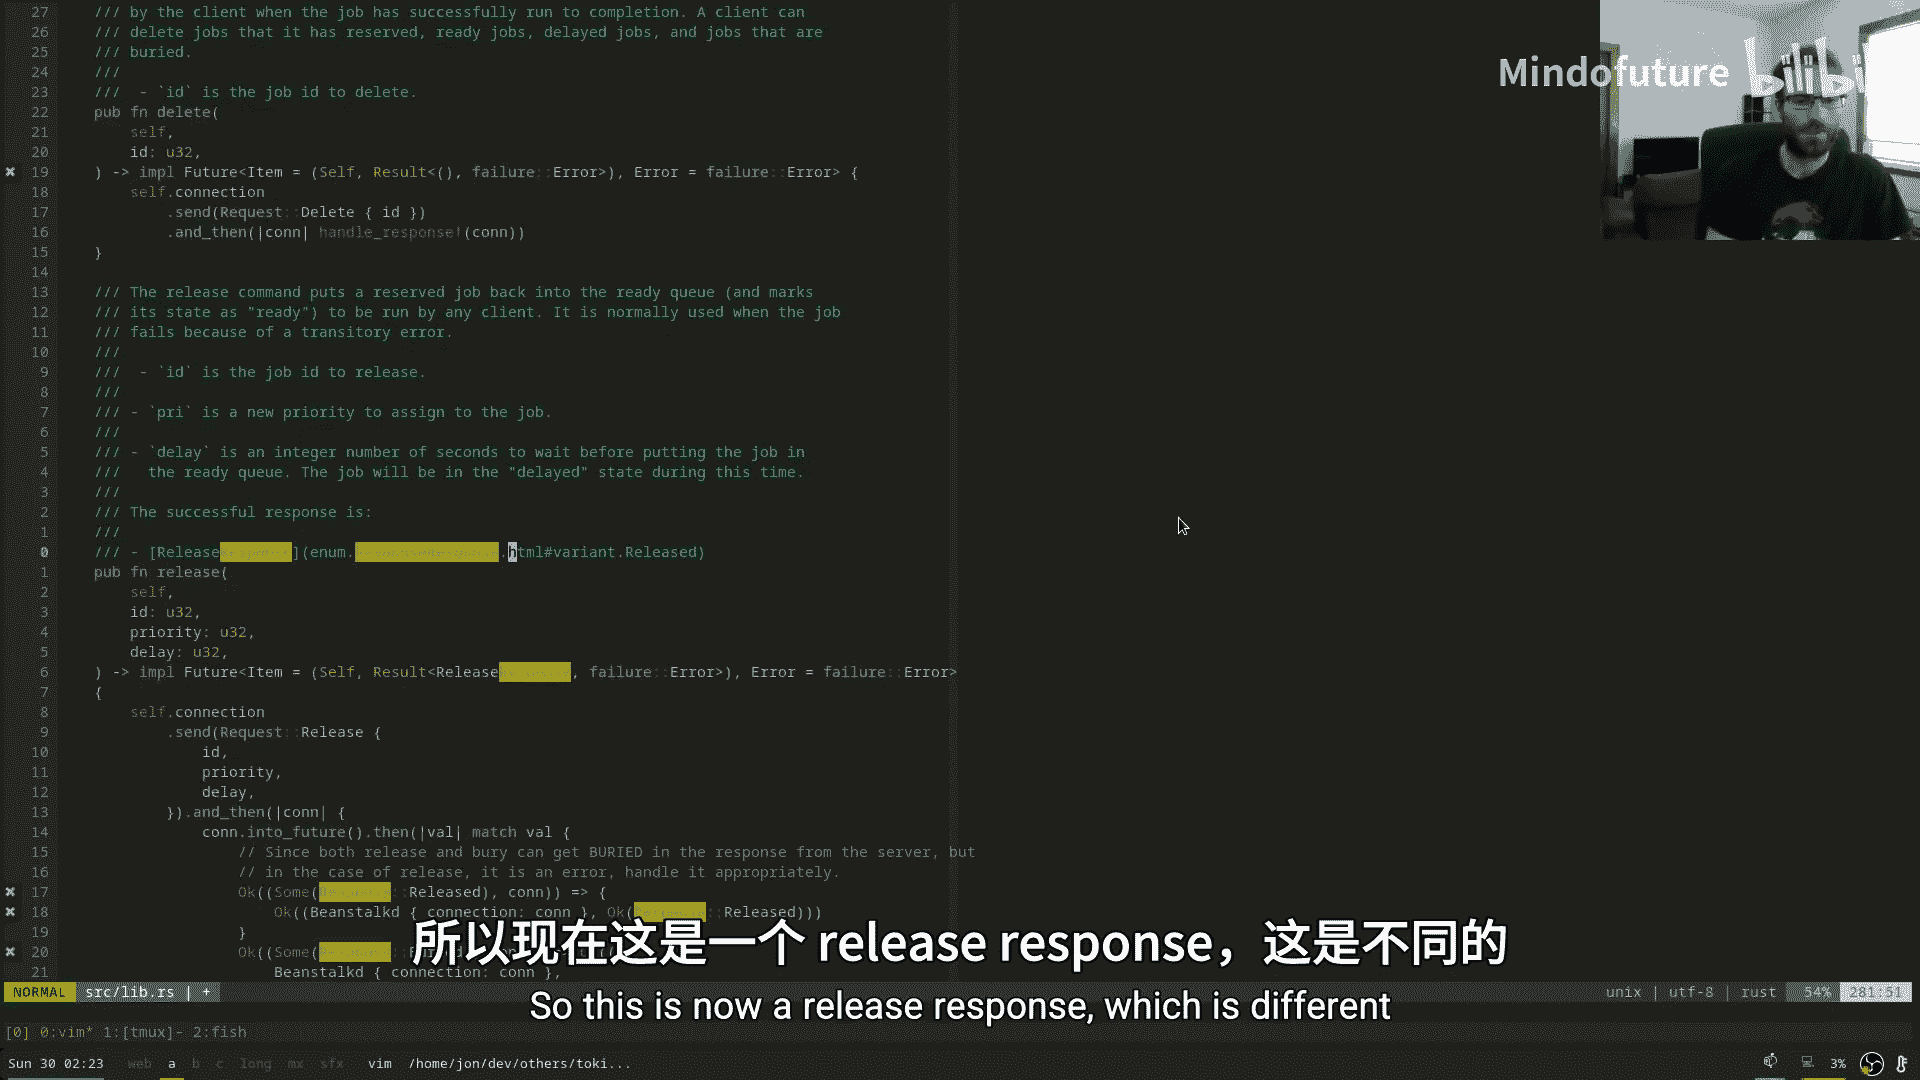 27 /// by the client when the job has successfully run to completion. A client can
26 /// delete jobs that it has reserved, ready jobs, delayed jobs, and jobs that are
25 /// buried.
24 ///
23 ///  - `id` is the job id to delete.
22 pub fn delete(
21 self,
20 id: u32,
✖ 19 ) -> impl Future<Item = (Self, Result<(), failure::Error>), Error = failure::Error> {
18 self.connection
17 .send(Request::Delete { id })
16 .and_then(|conn| handle_response!(conn))
15 }
14
13 /// The release command puts a reserved job back into the ready queue (and marks
12 /// its state as "ready") to be run by any client. It is normally used when the job
11 /// fails because of a transitory error.
10 ///
9 ///  - `id` is the job id to release.
8 ///
7 /// - `pri` is a new priority to assign to the job.
6 ///
5 /// - `delay` is an integer number of seconds to wait before putting the job in
4 ///   the ready queue. The job will be in the "delayed" state during this time.
3 ///
2 /// The successful response is:
1 ///
0 /// - [Release](enum..html#variant.Released)
1 pub fn release(
2 self,
3 id: u32,
4 priority: u32,
5 delay: u32,
6 ) -> impl Future<Item = (Self, Result<Release, failure::Error>), Error = failure::Error>
7 {
8 self.connection
9 .send(Request::Release {
10 id,
11 priority,
12 delay,
13 }).and_then(|conn| {
14 conn.into_future().then(|val| match val {
15 // Since both release and bury can get BURIED in the response from the server, but
16 // in the case of release, it is an error, handle it appropriately.
✖ 17 Ok((Some(::Released), conn)) => {
✖ 18 Ok((Beanstalkd { connection: conn }, Ok(::Released)))
19 }
✖ 20 Ok((Some(
21 Beanstalkd { connection: conn },
NORMAL src/lib.rs | + unix | utf-8 | rust 54% 281:51
[0] 0:vim* 1:[tmux]- 2:fish
Sun 30 02:23 web a b c long mx sfx vim /home/jon/dev/others/toki... 3%
Mindofuture bilibi
所以现在这是一个 release response，这是不同的
So this is now a release response, which is different